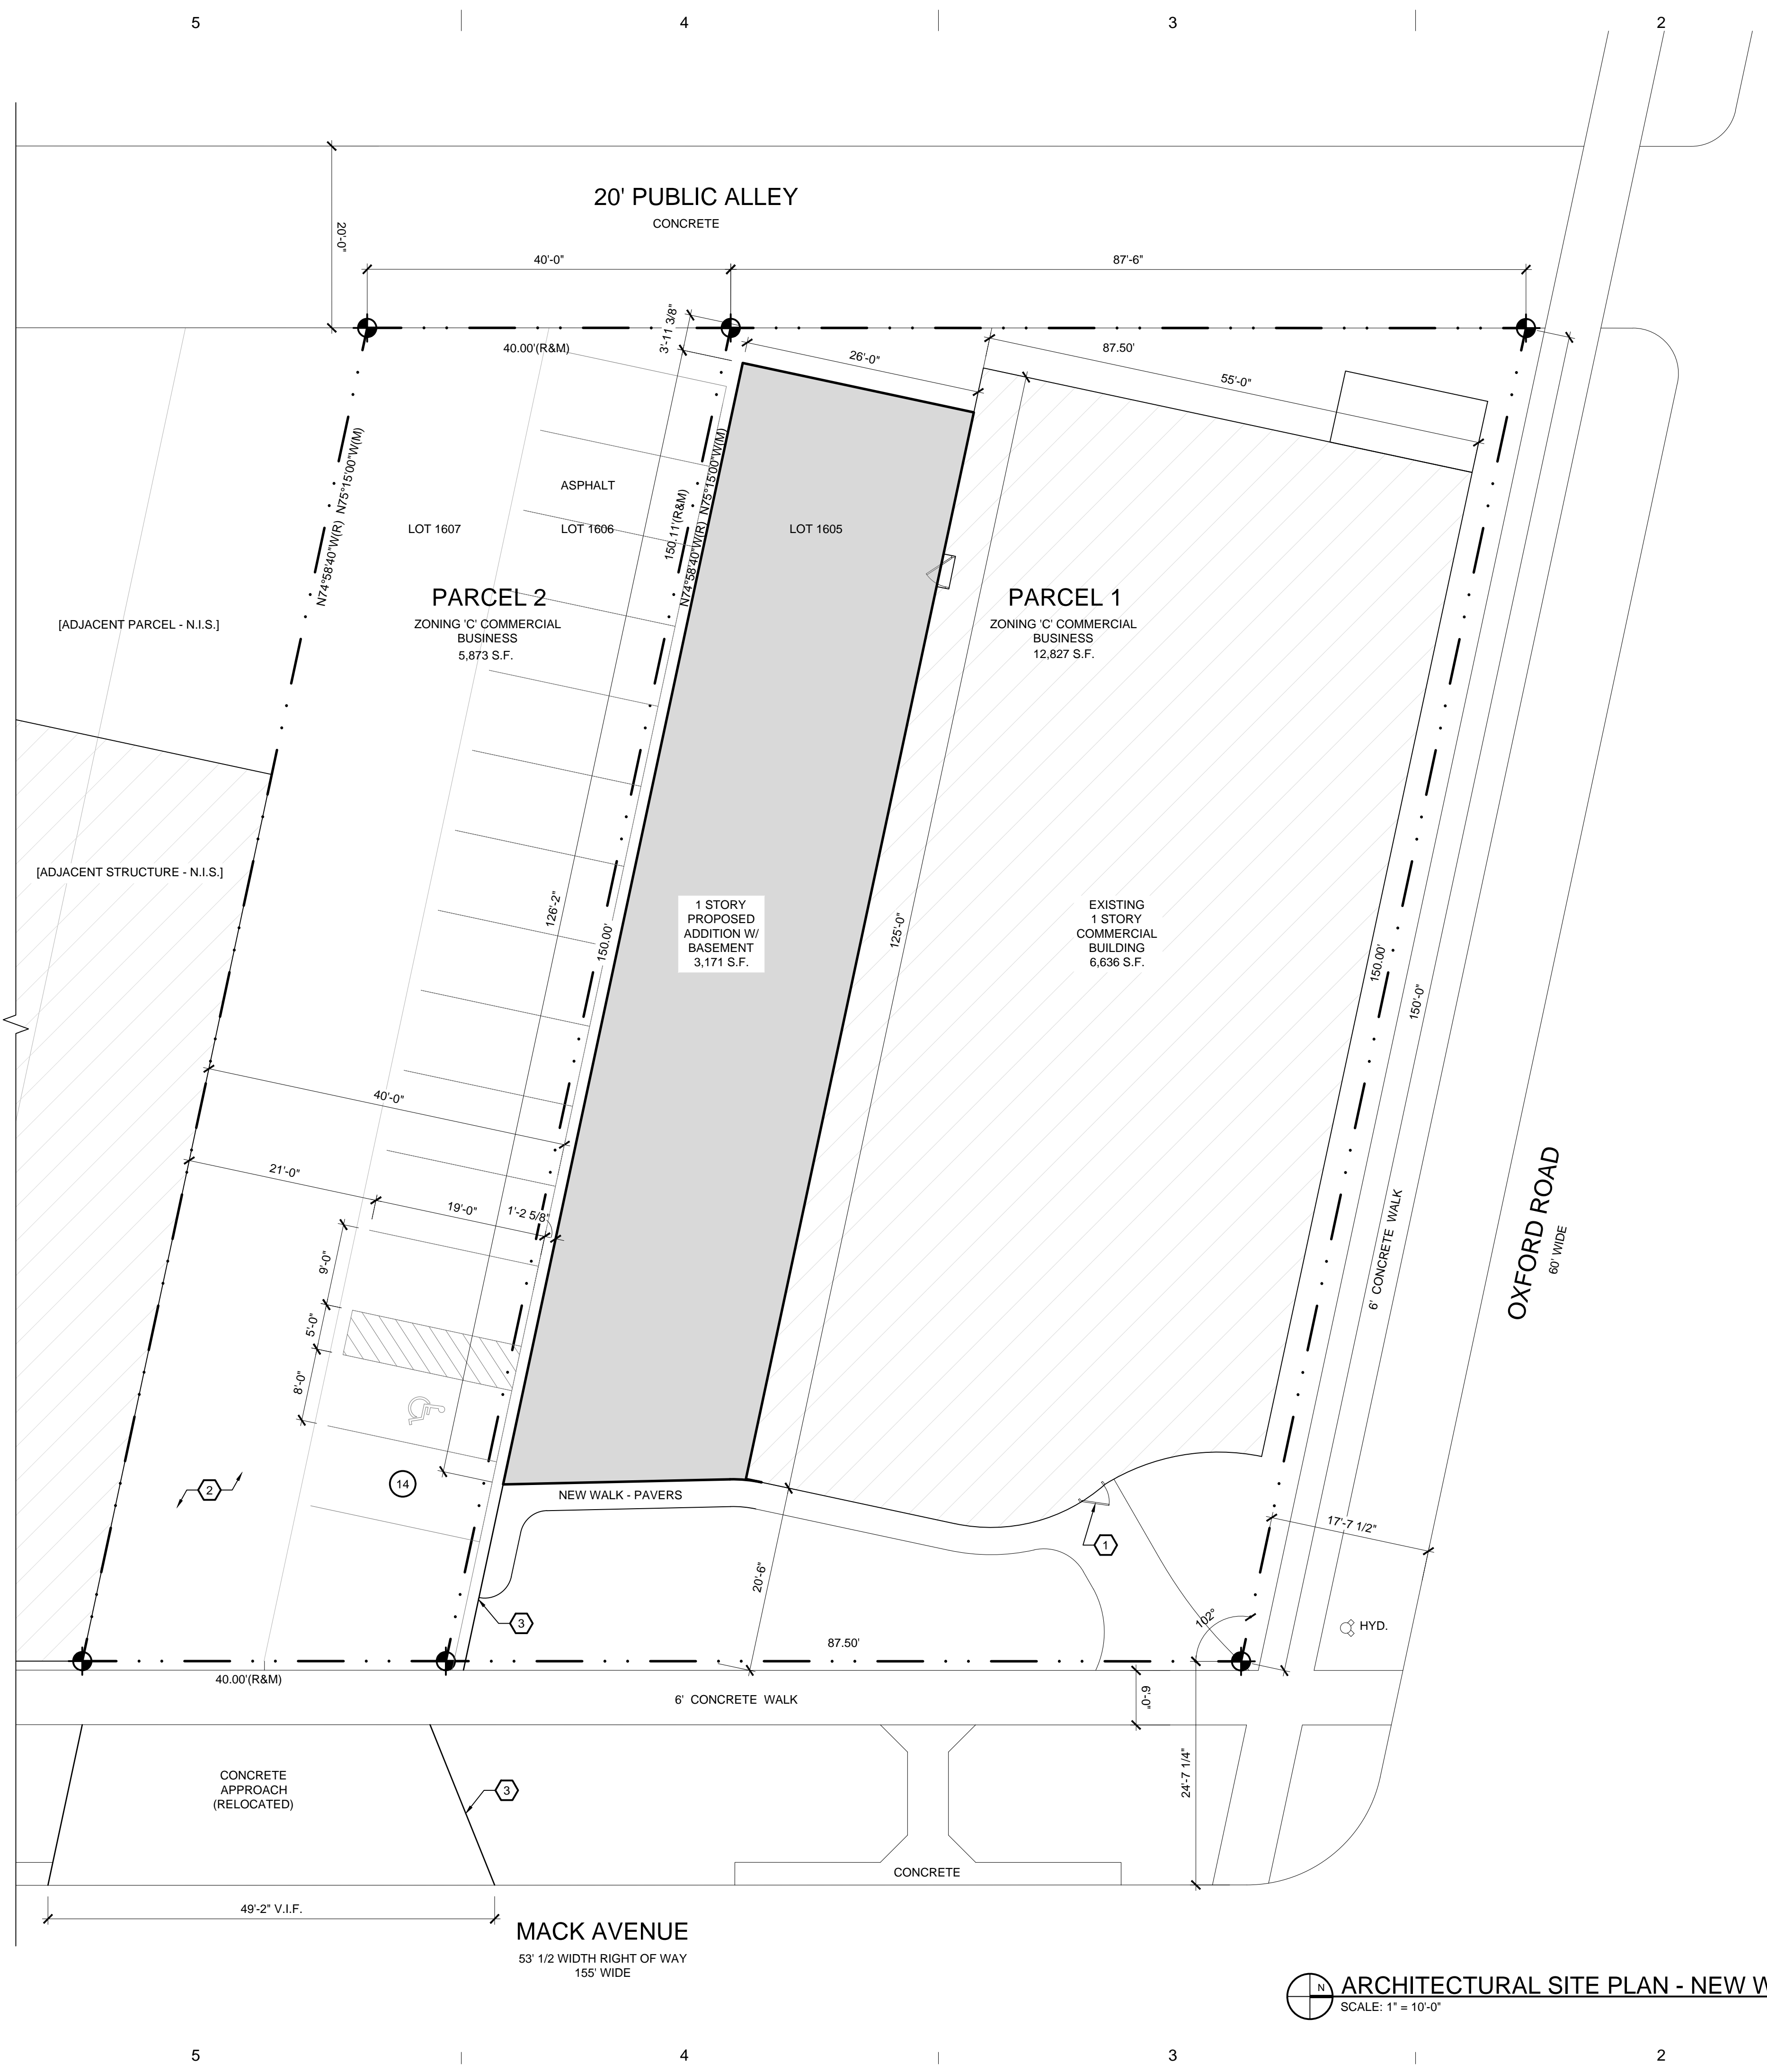 5 4 3 2
20' PUBLIC ALLEY
CONCRETE
20'-0"
40'-0"
87'-6"
3'-11 3/8"
40.00'(R&M)
26'-0"
87.50'
55'-0"
N74°58'40"W(R) N75°15'00"W(M)
150.11'(R&M)
N74°58'40"W(R) N75°15'00"W(M)
ASPHALT
LOT 1607
LOT 1606
LOT 1605
[ADJACENT PARCEL - N.I.S.]
PARCEL 2
ZONING 'C' COMMERCIAL
BUSINESS
5,873 S.F.
PARCEL 1
ZONING 'C' COMMERCIAL
BUSINESS
12,827 S.F.
[ADJACENT STRUCTURE - N.I.S.]
126'-2"
150.00'
1 STORY
PROPOSED
ADDITION W/
BASEMENT
3,171 S.F.
125'-0"
EXISTING
1 STORY
COMMERCIAL
BUILDING
6,636 S.F.
150.00'
150'-0"
40'-0"
21'-0"
19'-0"
1'-2 5/8"
9'-0"
5'-0"
8'-0"
6' CONCRETE WALK
OXFORD ROAD
60' WIDE
2
14
NEW WALK - PAVERS
1
17'-7 1/2"
20'-6"
3
102°
HYD.
87.50'
40.00'(R&M)
6' CONCRETE WALK
6'-0"
24'-7 1/4"
CONCRETE
APPROACH
(RELOCATED)
3
CONCRETE
49'-2" V.I.F.
MACK AVENUE
53' 1/2 WIDTH RIGHT OF WAY
155' WIDE
N
ARCHITECTURAL SITE PLAN - NEW W
SCALE: 1" = 10'-0"
5 4 3 2